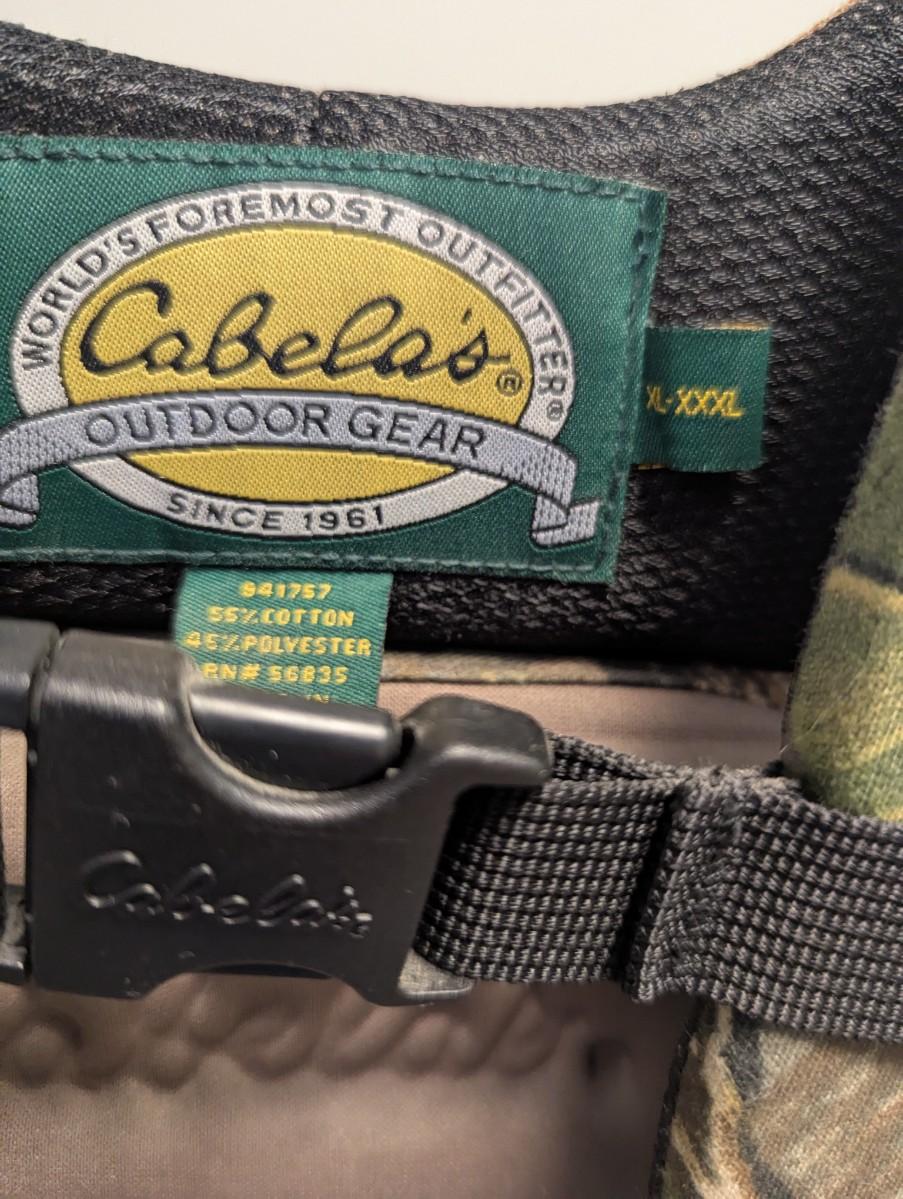 WORLD'S FOREMOST OUTFITTER®
Cabela's®
OUTDOOR GEAR
SINCE 1961
XL-XXXL
941757
55% COTTON
45% POLYESTER
RN# 56835
Cabela's